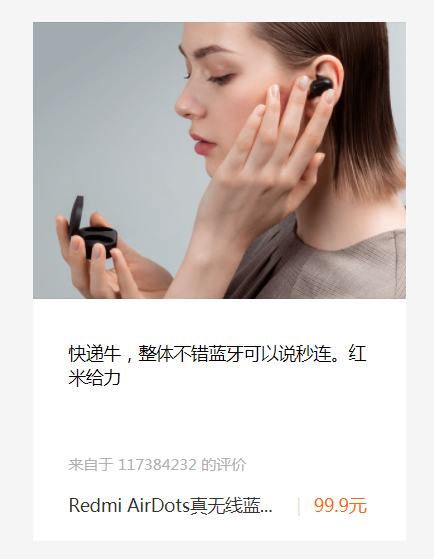 快递牛，整体不错蓝牙可以说秒连。红
米给力
来自于 117384232 的评价
Redmi AirDots真无线蓝...
99.9元